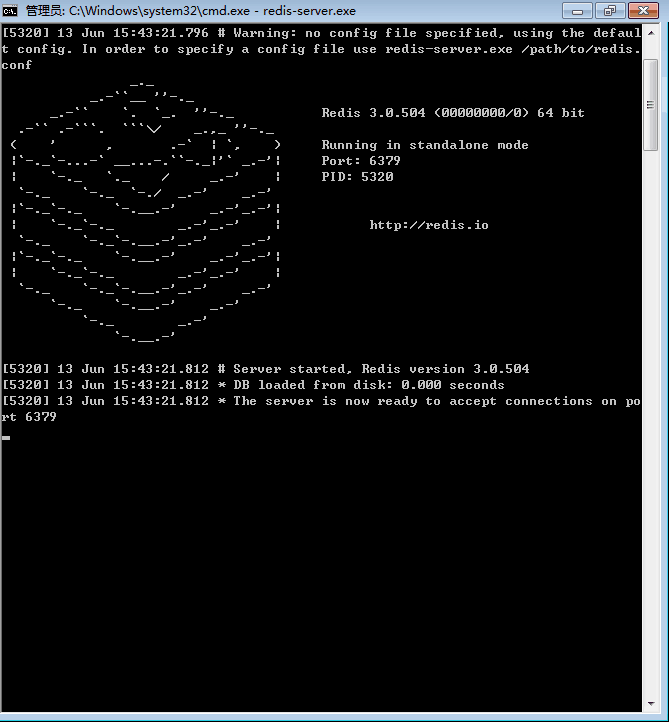 管理员: C:\Windows\system32\cmd.exe - redis-server.exe
[5320] 13 Jun 15:43:21.796 # Warning: no config file specified, using the defaul
t config. In order to specify a config file use redis-server.exe /path/to/redis.
conf
Redis 3.0.504 (00000000/0) 64 bit
Running in standalone mode
Port: 6379
PID: 5320
http://redis.io
[5320] 13 Jun 15:43:21.812 # Server started, Redis version 3.0.504
[5320] 13 Jun 15:43:21.812 * DB loaded from disk: 0.000 seconds
[5320] 13 Jun 15:43:21.812 * The server is now ready to accept connections on po
rt 6379